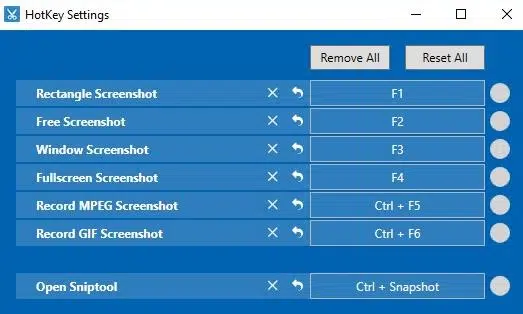 HotKey Settings
Remove All Reset All
Rectangle Screenshot F1
Free Screenshot F2
Window Screenshot F3
Fullscreen Screenshot F4
Record MPEG Screenshot Ctrl + F5
Record GIF Screenshot Ctrl + F6
Open Sniptool Ctrl + Snapshot